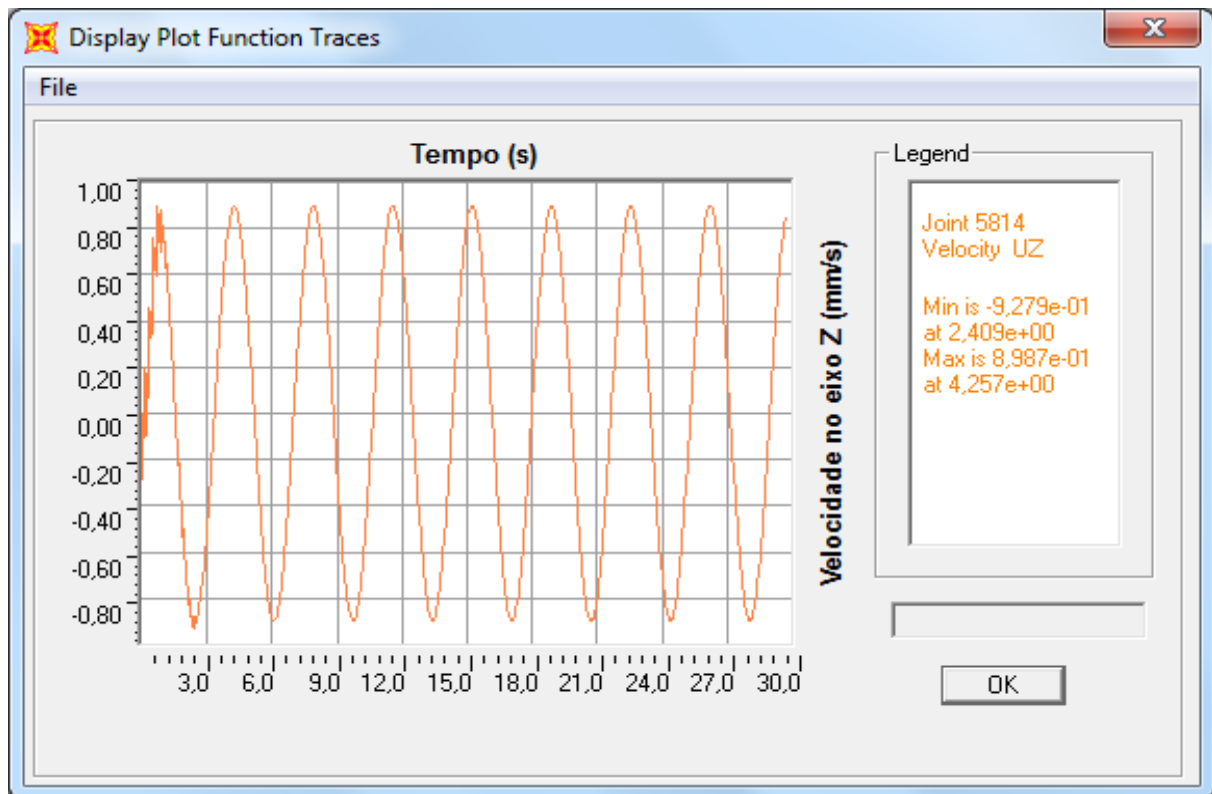 Display Plot Function Traces
File
Tempo (s)
1,00
0,80
0,60
0,40
0,20
0,00
-0,20
-0,40
-0,60
-0,80
3,0 6,0 9,0 12,0 15,0 18,0 21,0 24,0 27,0 30,0
Velocidade no eixo Z (mm/s)
Legend
Joint 5814
Velocity UZ
Min is -9,279e-01
at 2,409e+00
Max is 8,987e-01
at 4,257e+00
OK